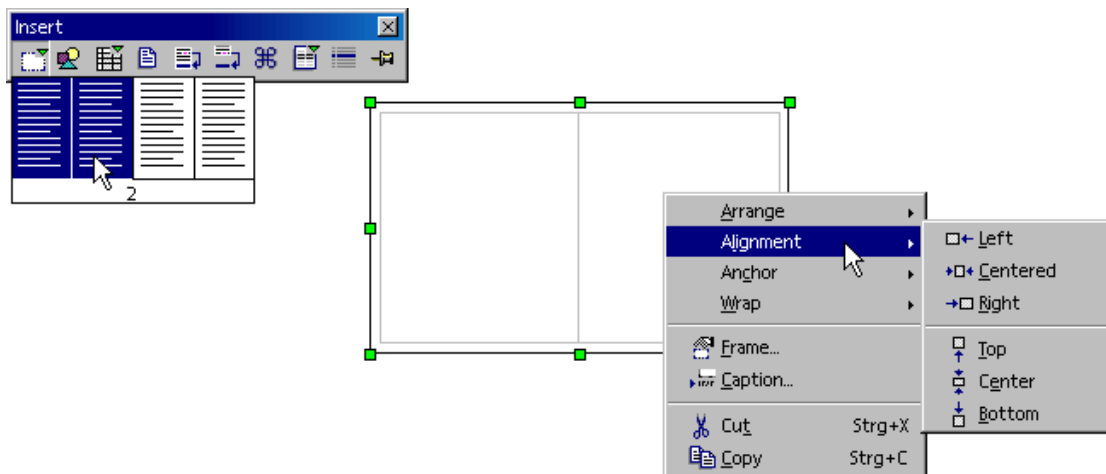 Insert
2
Arrange
Alignment
Anchor
Wrap
Frame...
Caption...
Cut Strg+X
Copy Strg+C
Left
Centered
Right
Top
Center
Bottom